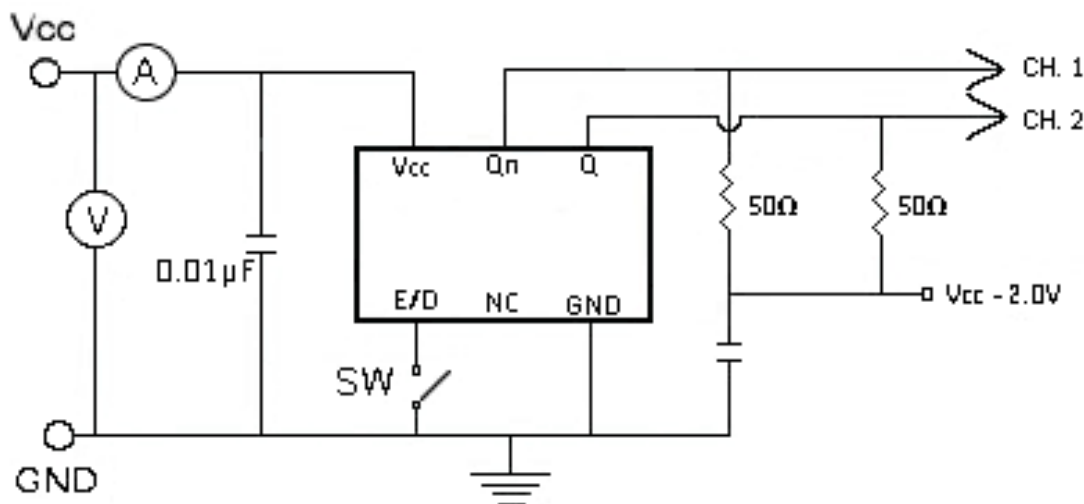 Vcc
A
CH. 1
CH. 2
Vcc Qn Q
V
50Ω 50Ω
0.01µF
E/D NC GND
Vcc - 2.0V
SW
GND